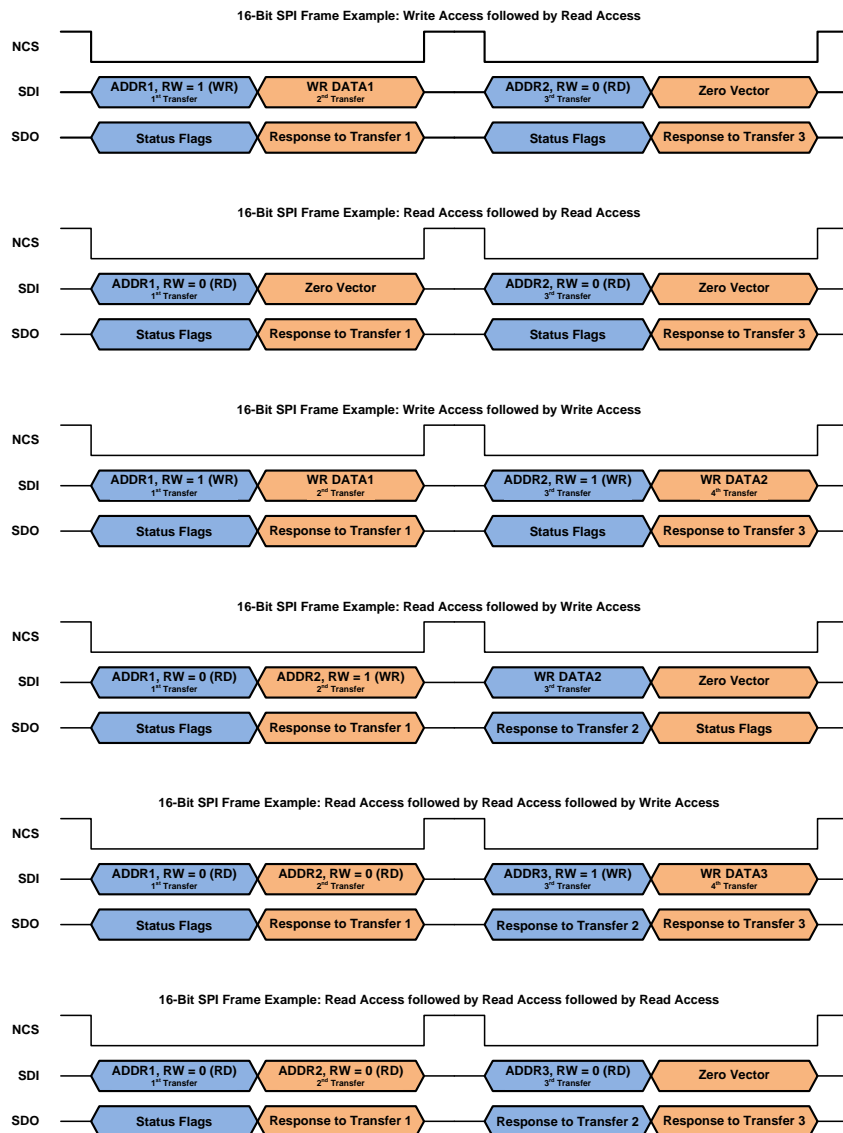 16-Bit SPI Frame Example: Write Access followed by Read Access
NCS
SDI ADDR1, RW = 1 (WR) WR DATA1 ADDR2, RW = 0 (RD) Zero Vector
1st Transfer 2nd Transfer 3rd Transfer
SDO Status Flags Response to Transfer 1 Status Flags Response to Transfer 3
16-Bit SPI Frame Example: Read Access followed by Read Access
NCS
SDI ADDR1, RW = 0 (RD) Zero Vector ADDR2, RW = 0 (RD) Zero Vector
1st Transfer 3rd Transfer
SDO Status Flags Response to Transfer 1 Status Flags Response to Transfer 3
16-Bit SPI Frame Example: Write Access followed by Write Access
NCS
SDI ADDR1, RW = 1 (WR) WR DATA1 ADDR2, RW = 1 (WR) WR DATA2
1st Transfer 2nd Transfer 3rd Transfer 4th Transfer
SDO Status Flags Response to Transfer 1 Status Flags Response to Transfer 3
16-Bit SPI Frame Example: Read Access followed by Write Access
NCS
SDI ADDR1, RW = 0 (RD) ADDR2, RW = 1 (WR) WR DATA2 Zero Vector
1st Transfer 2nd Transfer 3rd Transfer
SDO Status Flags Response to Transfer 1 Response to Transfer 2 Status Flags
16-Bit SPI Frame Example: Read Access followed by Read Access followed by Write Access
NCS
SDI ADDR1, RW = 0 (RD) ADDR2, RW = 0 (RD) ADDR3, RW = 1 (WR) WR DATA3
1st Transfer 2nd Transfer 3rd Transfer 4th Transfer
SDO Status Flags Response to Transfer 1 Response to Transfer 2 Response to Transfer 3
16-Bit SPI Frame Example: Read Access followed by Read Access followed by Read Access
NCS
SDI ADDR1, RW = 0 (RD) ADDR2, RW = 0 (RD) ADDR3, RW = 0 (RD) Zero Vector
1st Transfer 2nd Transfer 3rd Transfer
SDO Status Flags Response to Transfer 1 Response to Transfer 2 Response to Transfer 3